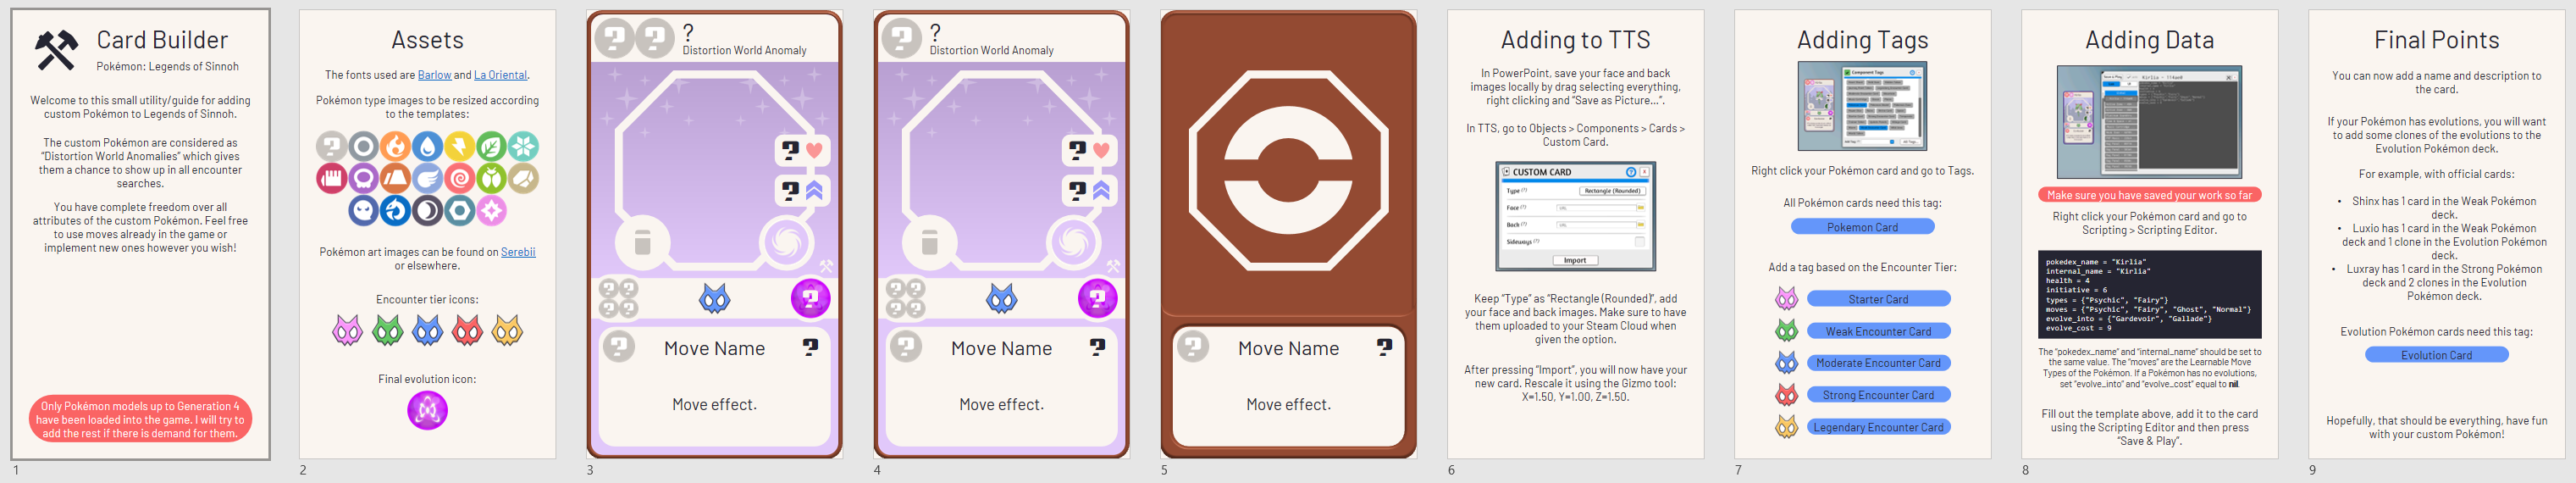 Card Builder
Pokémon: Legends of Sinnoh
Welcome to this small utility/guide for adding
custom Pokémon to Legends of Sinnoh.
The custom Pokémon are considered as
"Distortion World Anomalies" which gives
them a chance to show up in all encounter
searches.
You have complete freedom over all
attributes of the custom Pokémon. Feel free
to use moves already in the game or
implement new ones however you wish!
Only Pokémon models up to Generation 4
have been loaded into the game. I will try to
add the rest if there is demand for them.
1
Assets
The fonts used are Barlow and La Oriental.
Pokémon type images to be resized according
to the templates:
Pokémon art images can be found on Serebii
or elsewhere.
Encounter tier icons:
Final evolution icon:
2
?
Distortion World Anomaly
?
?
Move Name ?
Move effect.
3
?
Distortion World Anomaly
?
?
Move Name ?
Move effect.
4
Move Name ?
Move effect.
5
Adding to TTS
In PowerPoint, save your face and back
images locally by drag selecting everything,
right clicking and "Save as Picture...".
In TTS, go to Objects > Components > Cards >
Custom Card.
CUSTOM CARD
Type (?) Rectangle (Rounded)
Face (?)
Back (?)
Sideways (?)
Import
Keep "Type" as "Rectangle (Rounded)", add
your face and back images. Make sure to have
them uploaded to your Steam Cloud when
given the option.
After pressing "Import", you will now have your
new card. Rescale it using the Gizmo tool:
X=1.50, Y=1.00, Z=1.50.
6
Adding Tags
Component Tags
Right click your Pokémon card and go to Tags.
All Pokémon cards need this tag:
Pokemon Card
Add a tag based on the Encounter Tier:
Starter Card
Weak Encounter Card
Moderate Encounter Card
Strong Encounter Card
Legendary Encounter Card
7
Adding Data
Make sure you have saved your work so far
Right click your Pokémon card and go to
Scripting > Scripting Editor.
pokedex_name = "Kirlia"
internal_name = "Kirlia"
health = 4
initiative = 6
types = {"Psychic", "Fairy"}
moves = {"Psychic", "Fairy", "Ghost", "Normal"}
evolve_into = {"Gardevoir", "Gallade"}
evolve_cost = 9
The "pokedex_name" and "internal_name" should be set to
the same value. The "moves" are the Learnable Move
Types of the Pokémon. If a Pokémon has no evolutions,
set "evolve_into" and "evolve_cost" equal to nil.
Fill out the template above, add it to the card
using the Scripting Editor and then press
"Save & Play".
8
Final Points
You can now add a name and description to
the card.
If your Pokémon has evolutions, you will want
to add some clones of the evolutions to the
Evolution Pokémon deck.
For example, with official cards:
• Shinx has 1 card in the Weak Pokémon
deck.
• Luxio has 1 card in the Weak Pokémon
deck and 1 clone in the Evolution Pokémon
deck.
• Luxray has 1 card in the Strong Pokémon
deck and 2 clones in the Evolution
Pokémon deck.
Evolution Pokémon cards need this tag:
Evolution Card
Hopefully, that should be everything, have fun
with your custom Pokémon!
9